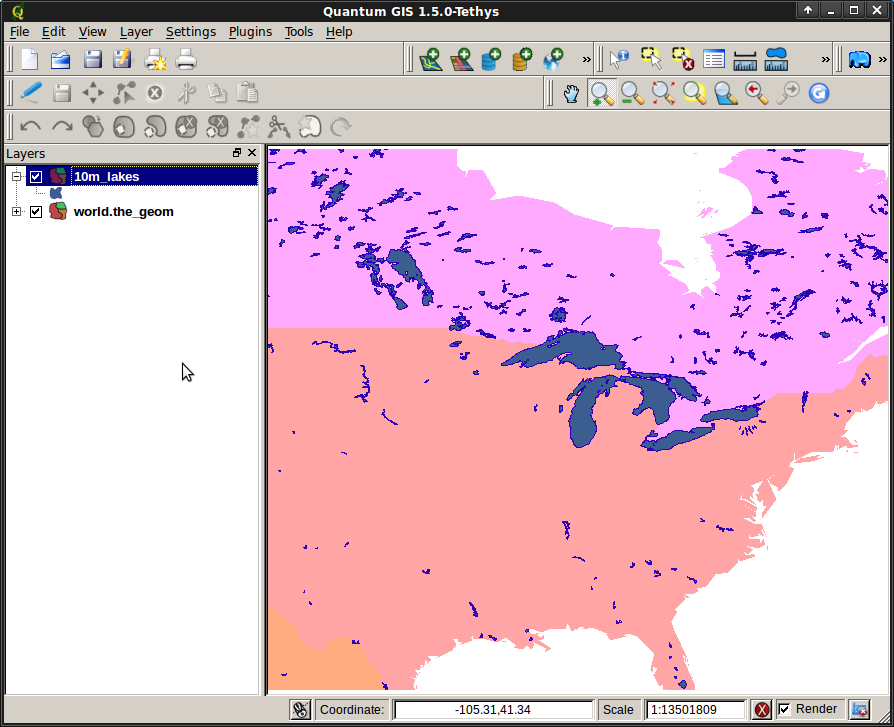 Quantum GIS 1.5.0-Tethys
File Edit View Layer Settings Plugins Tools Help
Layers
10m_lakes
world.the_geom
Coordinate: -105.31,41.34 Scale 1:13501809 Render